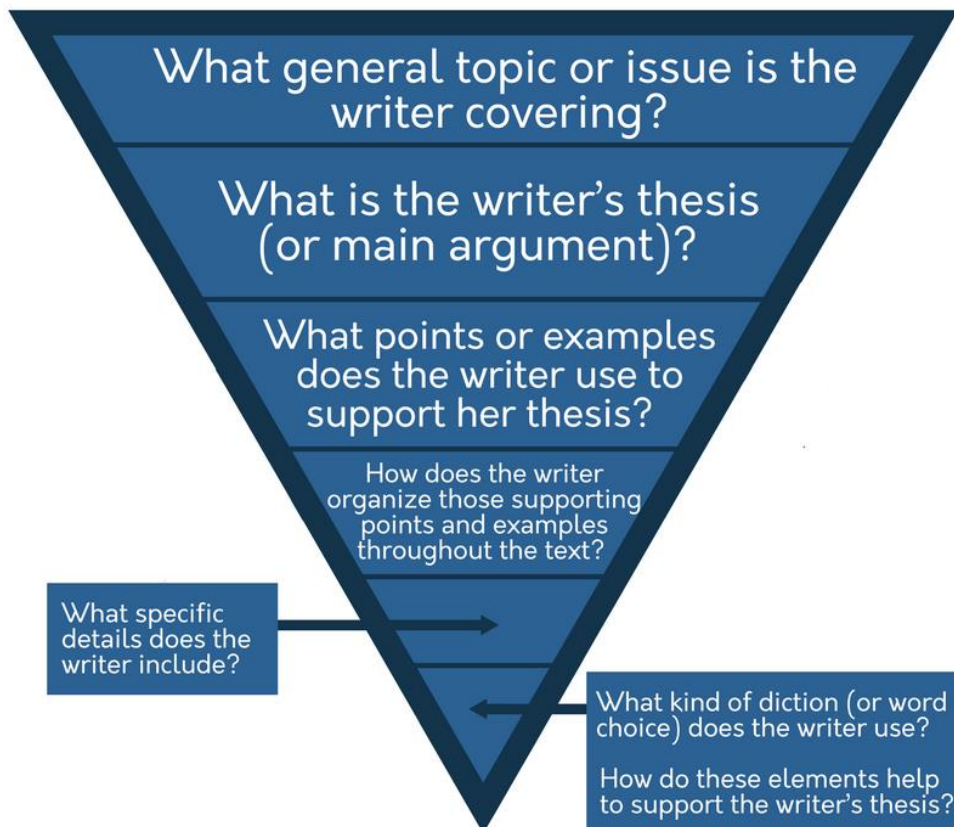 What general topic or issue is the
writer covering?
What is the writer's thesis
(or main argument)?
What points or examples
does the writer use to
support her thesis?
How does the writer
organize those supporting
points and examples
throughout the text?
What specific
details does the
writer include?
What kind of diction (or word
choice) does the writer use?
How do these elements help
to support the writer's thesis?